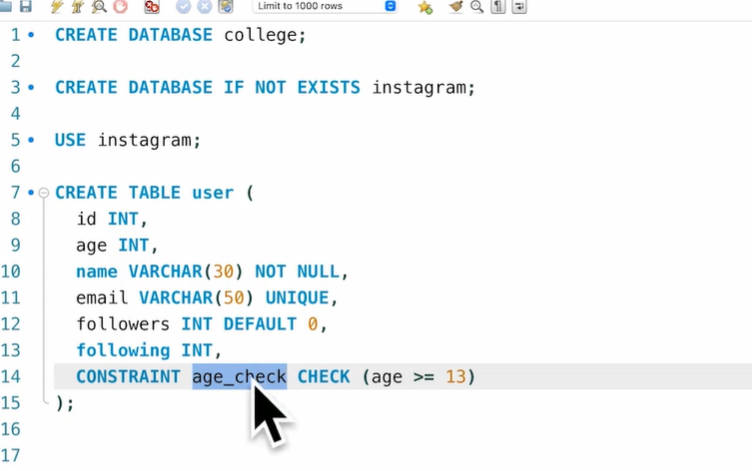 Limit to 1000 rows
1 CREATE DATABASE college;
2
3 CREATE DATABASE IF NOT EXISTS instagram;
4
5 USE instagram;
6
7 CREATE TABLE user (
8 id INT,
9 age INT,
10 name VARCHAR(30) NOT NULL,
11 email VARCHAR(50) UNIQUE,
12 followers INT DEFAULT 0,
13 following INT,
14 CONSTRAINT age_check CHECK (age >= 13)
15 );
16
17